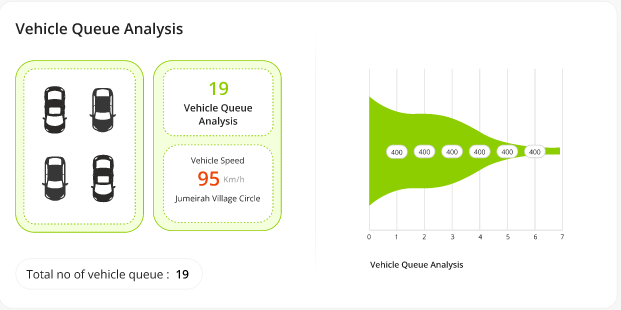 Vehicle Queue Analysis
19
Vehicle Queue
Analysis
Vehicle Speed
95 Km/h
Jumeirah Village Circle
Total no of vehicle queue : 19
400 400 400 400 400 400
0 1 2 3 4 5 6 7
Vehicle Queue Analysis